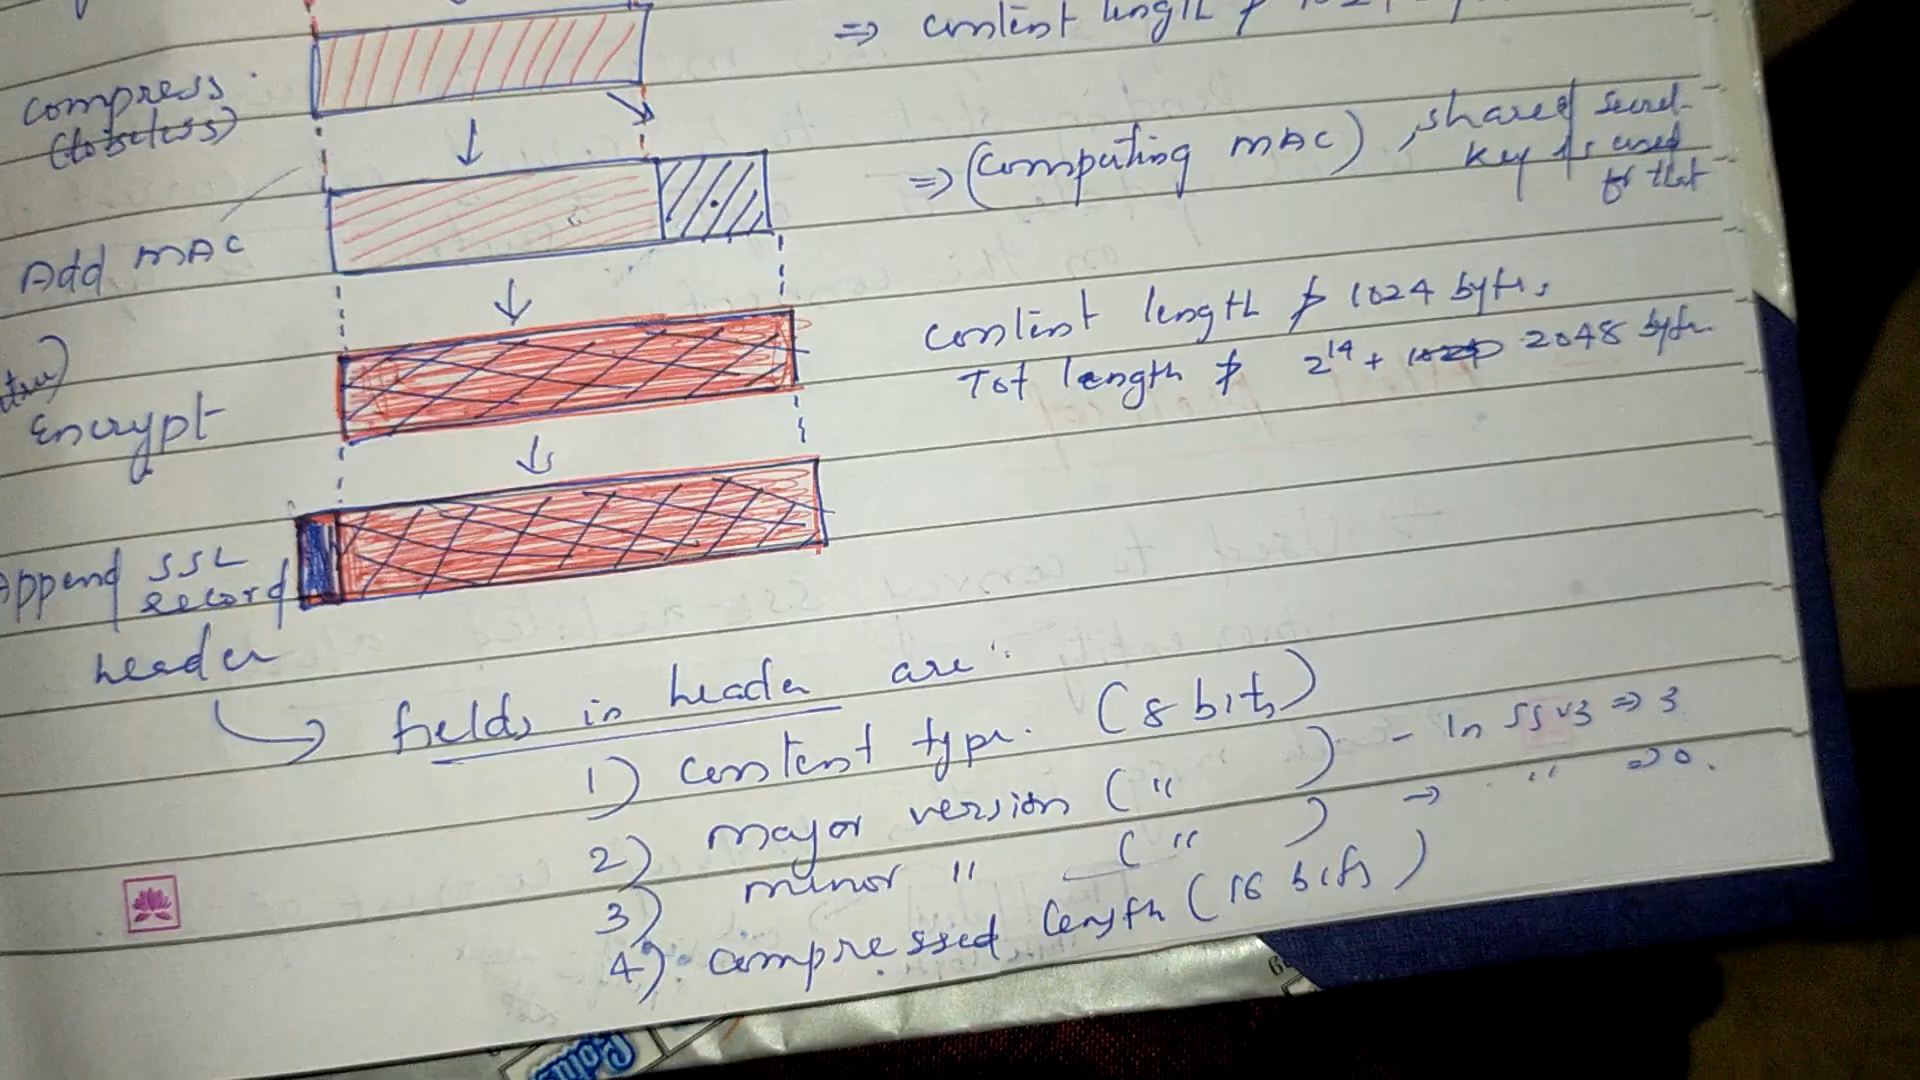 ⇒ content length ≯
compress
(lossless)
⇒ (computing MAC), shared secret
key is used
for that
Add MAC
content length ≯ 1024 bytes
Tot length ≯ 2^14 + 2048 bytes
Encrypt
Append SSL
record
header
↳ fields in header are :
1) content type. (8 bits)
2) major version ( " ) - In SSv3 ⇒ 3
3) minor " ( " ) → " ⇒ 0.
4) compressed length (16 bits)